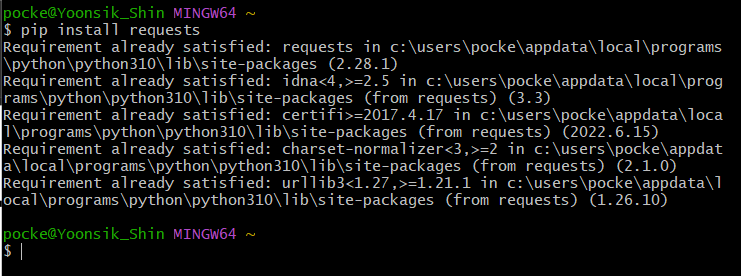 pocke@Yoonsik_Shin MINGW64 ~
$ pip install requests
Requirement already satisfied: requests in c:\users\pocke\appdata\local\programs
\python\python310\lib\site-packages (2.28.1)
Requirement already satisfied: idna<4,>=2.5 in c:\users\pocke\appdata\local\prog
rams\python\python310\lib\site-packages (from requests) (3.3)
Requirement already satisfied: certifi>=2017.4.17 in c:\users\pocke\appdata\loca
l\programs\python\python310\lib\site-packages (from requests) (2022.6.15)
Requirement already satisfied: charset-normalizer<3,>=2 in c:\users\pocke\appdat
a\local\programs\python\python310\lib\site-packages (from requests) (2.1.0)
Requirement already satisfied: urllib3<1.27,>=1.21.1 in c:\users\pocke\appdata\l
ocal\programs\python\python310\lib\site-packages (from requests) (1.26.10)
pocke@Yoonsik_Shin MINGW64 ~
$